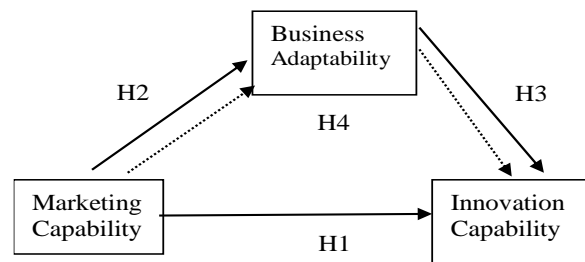 Business
Adaptability
H2
H3
H4
Marketing
Capability
Innovation
Capability
H1